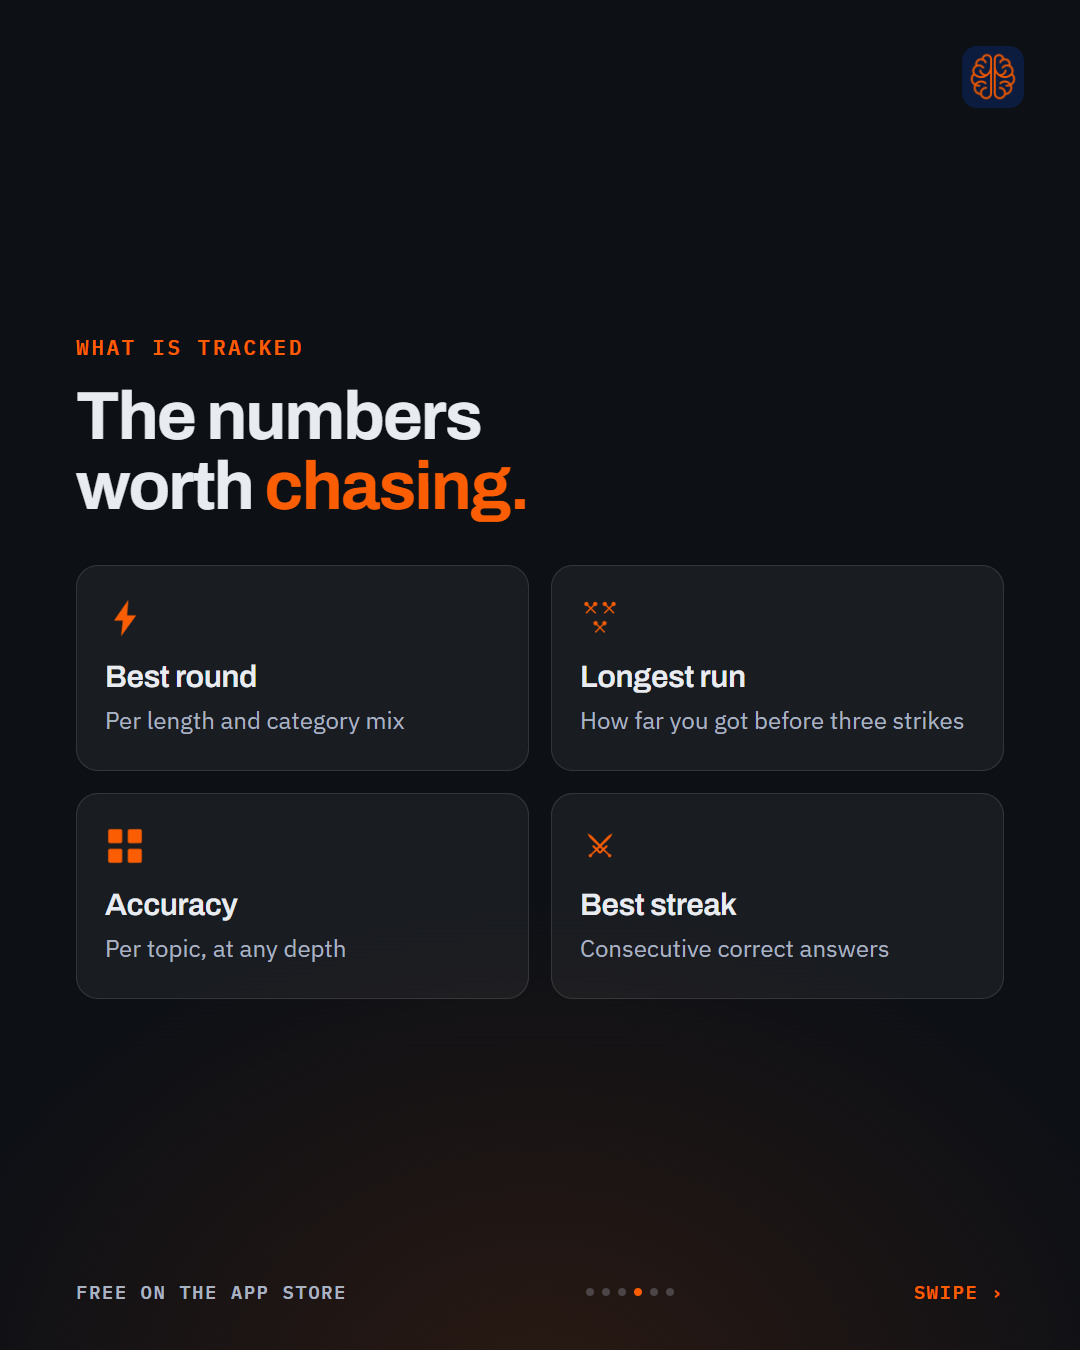 WHAT IS TRACKED
The numbers
worth chasing.
Best round
Per length and category mix
Longest run
How far you got before three strikes
Accuracy
Per topic, at any depth
Best streak
Consecutive correct answers
FREE ON THE APP STORE
SWIPE ›